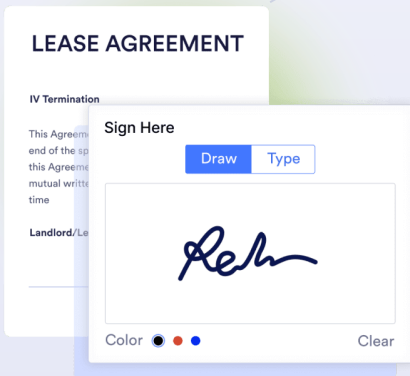 LEASE AGREEMENT
IV Termination
This Agreem
end of the sp
this Agreeme
mutual writte
time
Landlord/Le
Sign Here
Draw Type
Color Clear